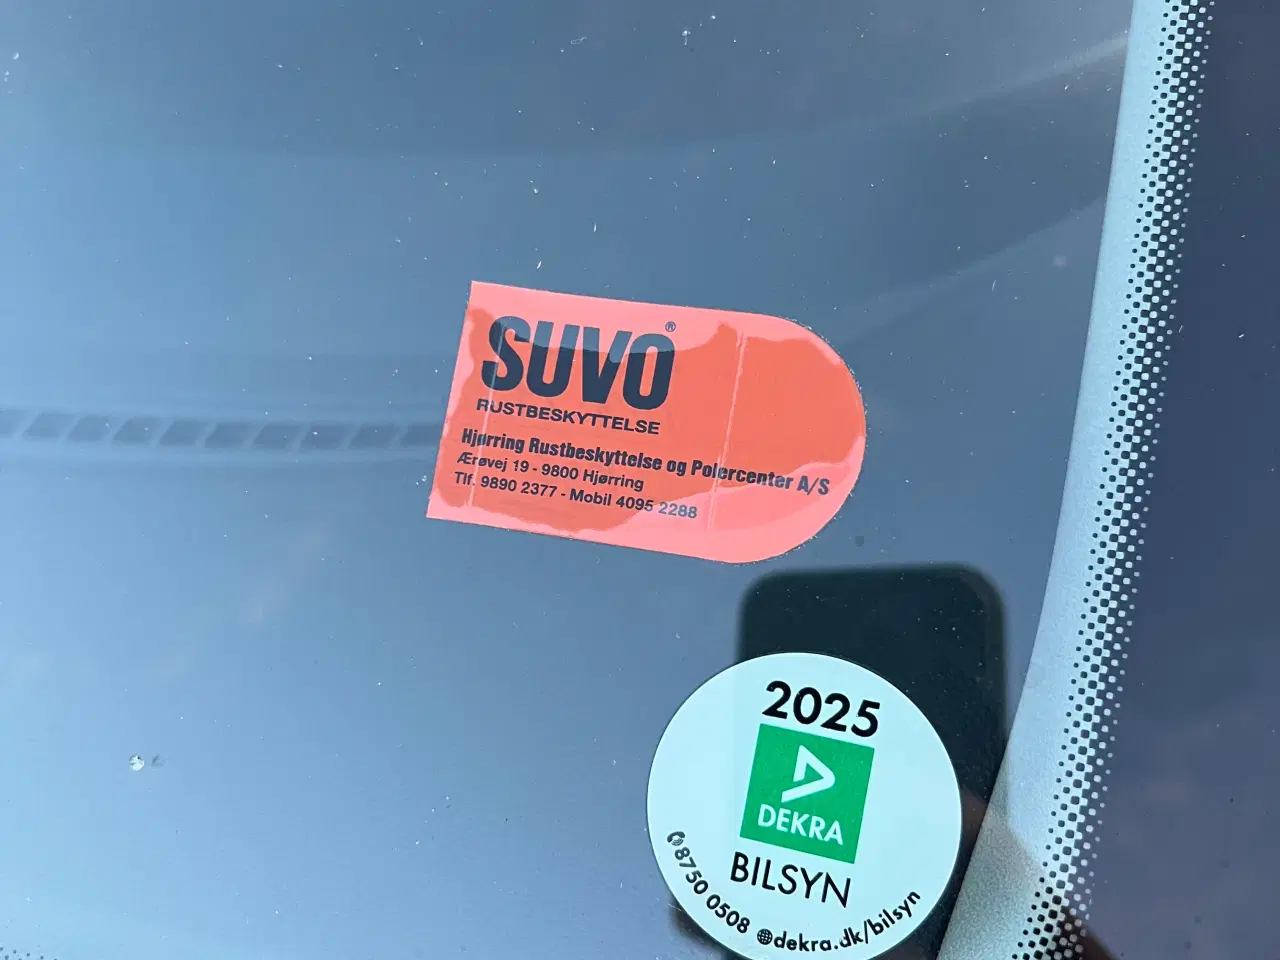 SUVO®
RUSTBESKYTTELSE
Hjørring Rustbeskyttelse og Polercenter A/S
Ærøvej 19 - 9800 Hjørring
Tlf. 9890 2377 - Mobil 4095 2288
2025
DEKRA
BILSYN
8750 0508 dekra.dk/bilsyn